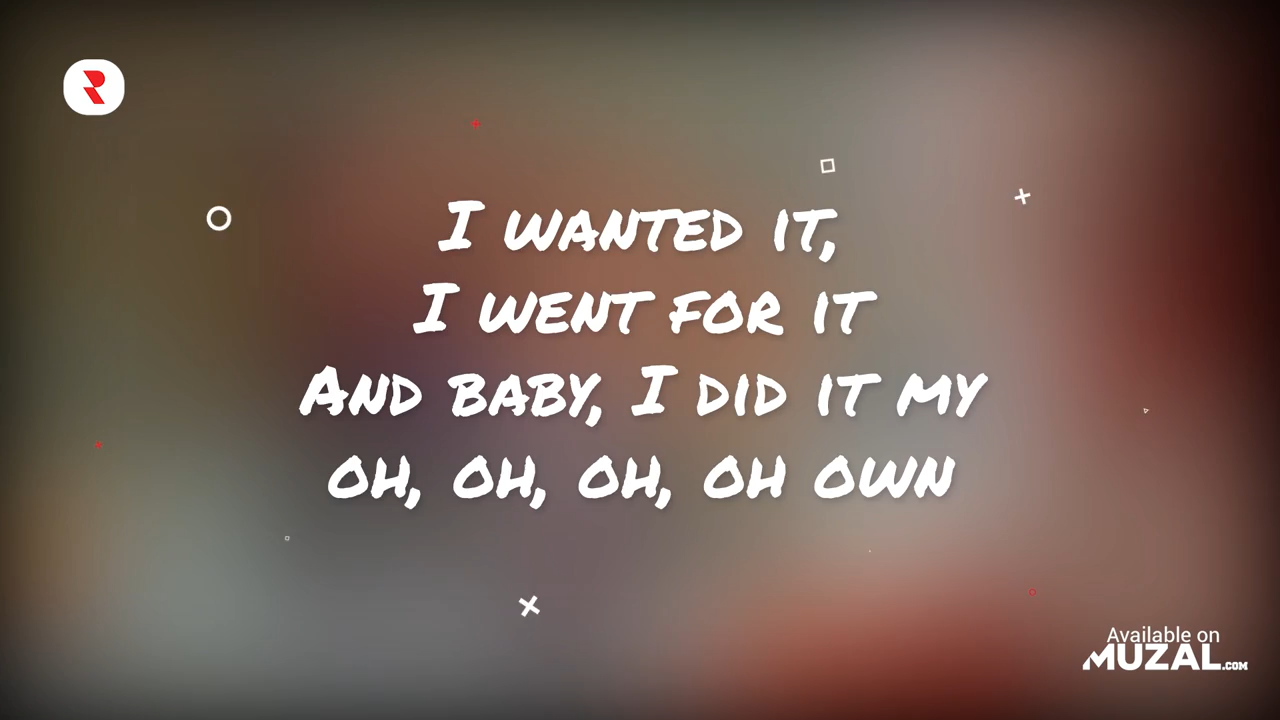 I WANTED IT,
I WENT FOR IT
AND BABY, I DID IT MY
OH, OH, OH, OH OWN
Available on
MUZAL.COM